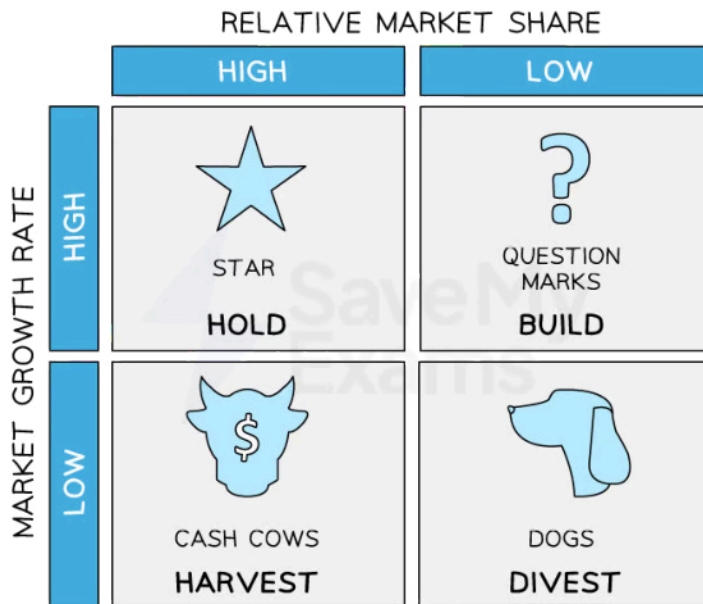 RELATIVE MARKET SHARE
HIGH
LOW
MARKET GROWTH RATE
HIGH
STAR
HOLD
QUESTION
MARKS
BUILD
SaveMy
Exams
LOW
$
CASH COWS
HARVEST
?
DOGS
DIVEST